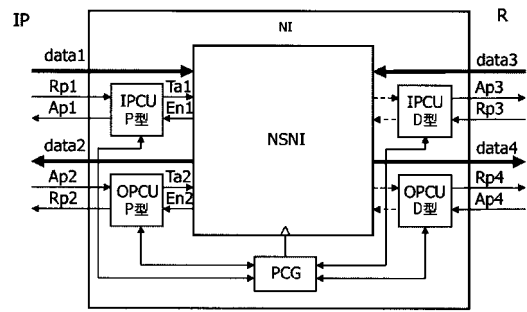 IP
NI
R
data1
data3
Rp1
Ta1
Ap3
Ap1
IPCU
P型
En1
NSNI
IPCU
D型
Rp3
data2
data4
Ap2
Ta2
Rp4
Rp2
OPCU
P型
En2
OPCU
D型
Ap4
PCG